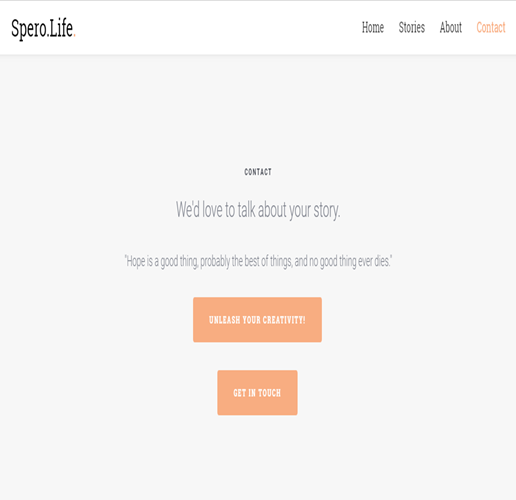 Spero.Life.
Home Stories About Contact
CONTACT
We'd love to talk about your story.
"Hope is a good thing, probably the best of things, and no good thing ever dies."
UNLEASH YOUR CREATIVITY!
GET IN TOUCH